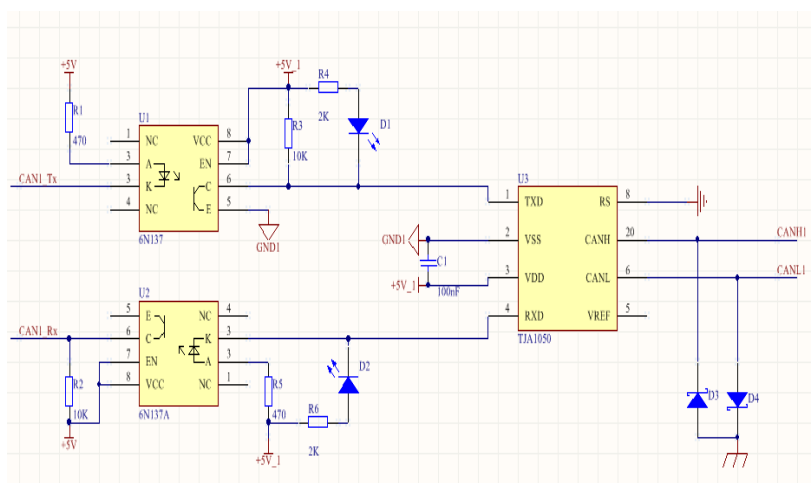 +5V
R1
470
U1
1 NC VCC 8
3 A EN 7
3 K C 6
4 NC E 5
6N137
CAN1_Tx
+5V_1
R4
2K
R3
10K
D1
GND1
U3
1 TXD RS 8
2 VSS CANH 20
3 VDD CANL 6
4 RXD VREF 5
TJA1050
GND1
C1
100nF
+5V_1
CANH1
CANL1
U2
5 E NC 4
6 C K 3
7 EN A 3
8 VCC NC 1
6N137A
CAN1_Rx
R2
10K
+5V
R5
470
R6
2K
D2
+5V_1
D3
D4